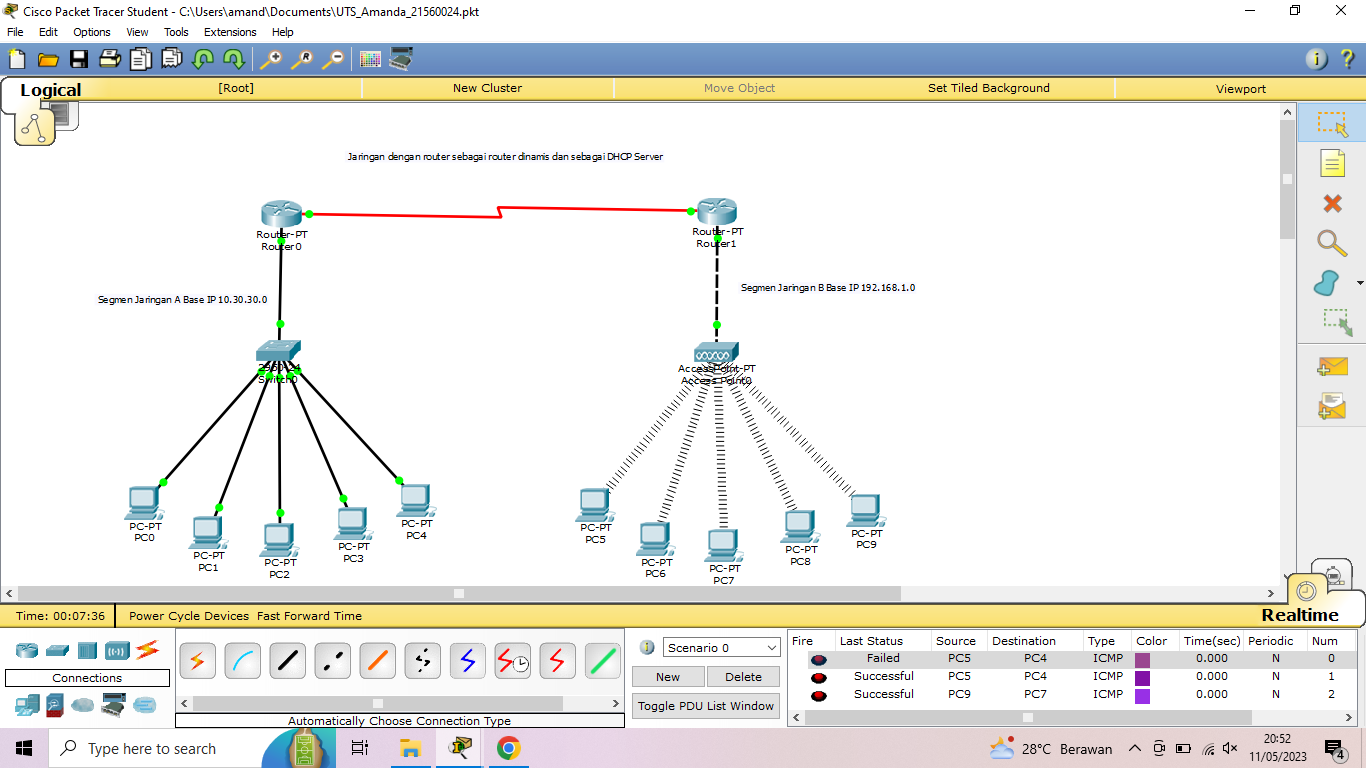 Cisco Packet Tracer Student - C:\Users\amand\Documents\UTS_Amanda_21560024.pkt
File Edit Options View Tools Extensions Help
Logical [Root] New Cluster Move Object Set Tiled Background Viewport
Jaringan dengan router sebagai router dinamis dan sebagai DHCP Server
Router-PT
Router0
Router-PT
Router1
Segmen Jaringan A Base IP 10.30.30.0
Segmen Jaringan B Base IP 192.168.1.0
2950-24
Switch0
AccessPoint-PT
Access Point0
PC-PT
PC0
PC-PT
PC1
PC-PT
PC2
PC-PT
PC3
PC-PT
PC4
PC-PT
PC5
PC-PT
PC6
PC-PT
PC7
PC-PT
PC8
PC-PT
PC9
Time: 00:07:36 Power Cycle Devices Fast Forward Time Realtime
Connections
Automatically Choose Connection Type
Scenario 0
New Delete
Toggle PDU List Window
Fire Last Status Source Destination Type Color Time(sec) Periodic Num
Failed PC5 PC4 ICMP 0.000 N 0
Successful PC5 PC4 ICMP 0.000 N 1
Successful PC9 PC7 ICMP 0.000 N 2
Type here to search
28°C Berawan
20:52
11/05/2023
4